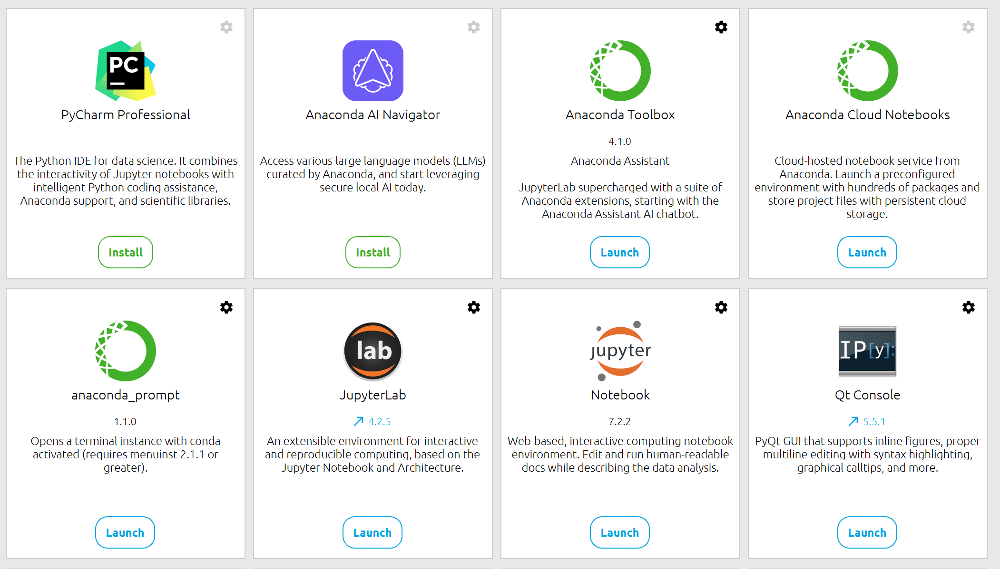 PC
PyCharm Professional
The Python IDE for data science. It combines
the interactivity of Jupyter notebooks with
intelligent Python coding assistance,
Anaconda support, and scientific libraries.
Install
Anaconda AI Navigator
Access various large language models (LLMs)
curated by Anaconda, and start leveraging
secure local AI today.
Install
Anaconda Toolbox
4.1.0
Anaconda Assistant
JupyterLab supercharged with a suite of
Anaconda extensions, starting with the
Anaconda Assistant AI chatbot.
Launch
Anaconda Cloud Notebooks
Cloud-hosted notebook service from
Anaconda. Launch a preconfigured
environment with hundreds of packages and
store project files with persistent cloud
storage.
Launch
anaconda_prompt
1.1.0
Opens a terminal instance with conda
activated (requires menuinst 2.1.1 or
greater).
Launch
lab
JupyterLab
4.2.5
An extensible environment for interactive
and reproducible computing, based on the
Jupyter Notebook and Architecture.
Launch
jupyter
Notebook
7.2.2
Web-based, interactive computing notebook
environment. Edit and run human-readable
docs while describing the data analysis.
Launch
IP[y]:
Qt Console
5.5.1
PyQt GUI that supports inline figures, proper
multiline editing with syntax highlighting,
graphical calltips, and more.
Launch